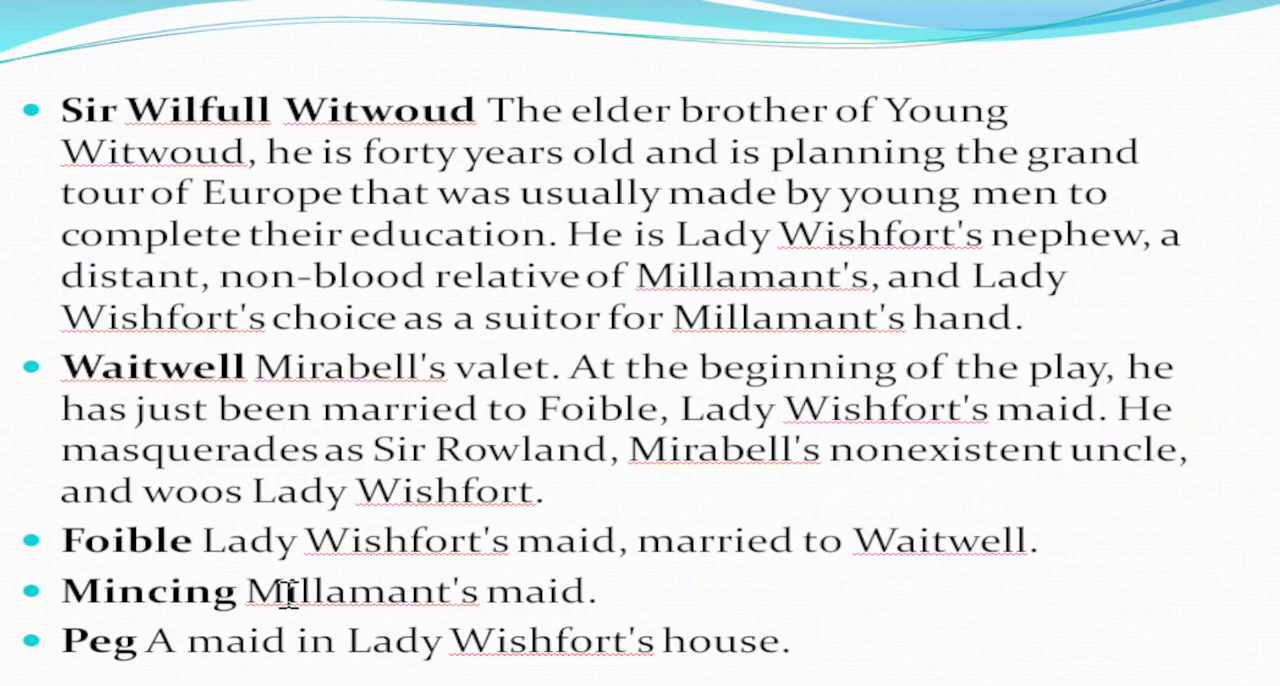 • Sir Wilfull Witwoud The elder brother of Young
Witwoud, he is forty years old and is planning the grand
tour of Europe that was usually made by young men to
complete their education. He is Lady Wishfort's nephew, a
distant, non-blood relative of Millamant's, and Lady
Wishfort's choice as a suitor for Millamant's hand.
• Waitwell Mirabell's valet. At the beginning of the play, he
has just been married to Foible, Lady Wishfort's maid. He
masquerades as Sir Rowland, Mirabell's nonexistent uncle,
and woos Lady Wishfort.
• Foible Lady Wishfort's maid, married to Waitwell.
• Mincing Millamant's maid.
• Peg A maid in Lady Wishfort's house.